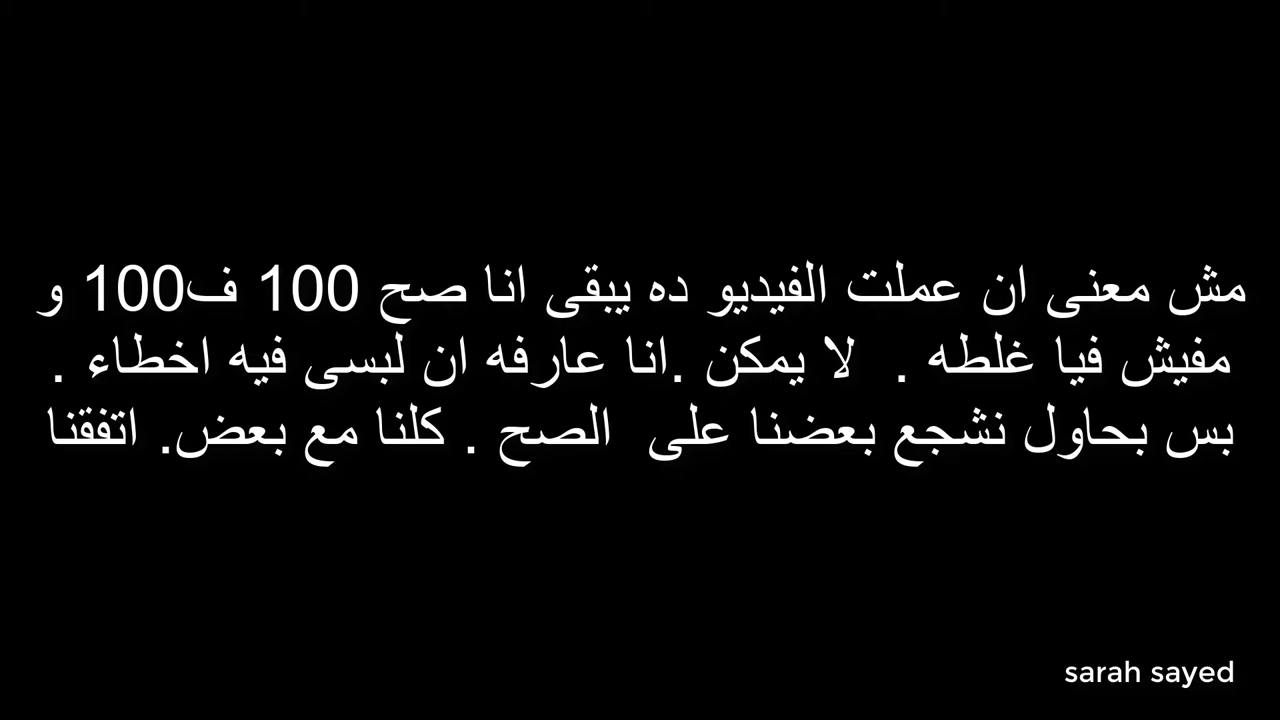 مش معنى ان عملت الفيديو ده يبقى انا صح 100 ف100 و
مفيش فيا غلطه . لا يمكن .انا عارفه ان لبسى فيه اخطاء .
بس بحاول نشجع بعضنا على الصح . كلنا مع بعض. اتفقنا
sarah sayed